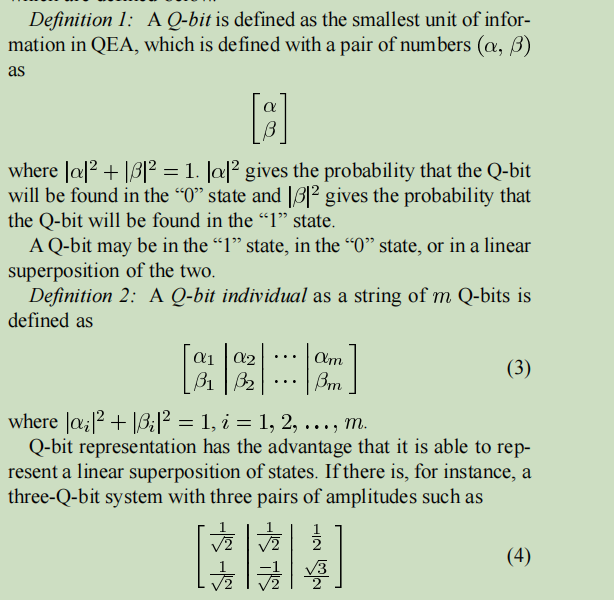 Definition 1: A Q-bit is defined as the smallest unit of infor-
mation in QEA, which is defined with a pair of numbers (α, β)
as
[α
β]
where |α|² + |β|² = 1. |α|² gives the probability that the Q-bit
will be found in the “0” state and |β|² gives the probability that
the Q-bit will be found in the “1” state.
A Q-bit may be in the “1” state, in the “0” state, or in a linear
superposition of the two.
Definition 2: A Q-bit individual as a string of m Q-bits is
defined as
[α₁ | α₂ | ⋯ | αₘ
β₁ | β₂ | ⋯ | βₘ] (3)
where |αᵢ|² + |βᵢ|² = 1, i = 1, 2, …, m.
Q-bit representation has the advantage that it is able to rep-
resent a linear superposition of states. If there is, for instance, a
three-Q-bit system with three pairs of amplitudes such as
[1/√2 | 1/√2 | 1/2
1/√2 | -1/√2 | √3/2] (4)